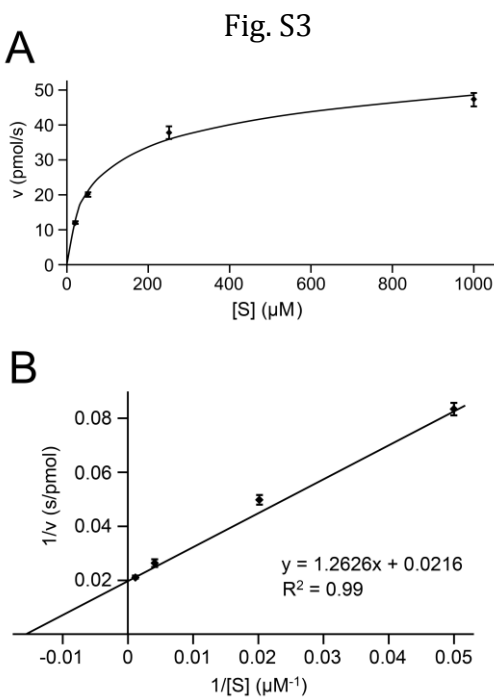 Fig. S3
A
50
40
30
20
10
0
v (pmol/s)
0 200 400 600 800 1000
[S] (µM)
B
0.08
0.06
0.04
0.02
1/v (s/pmol)
y = 1.2626x + 0.0216
R² = 0.99
-0.01 0 0.01 0.02 0.03 0.04 0.05
1/[S] (µM⁻¹)